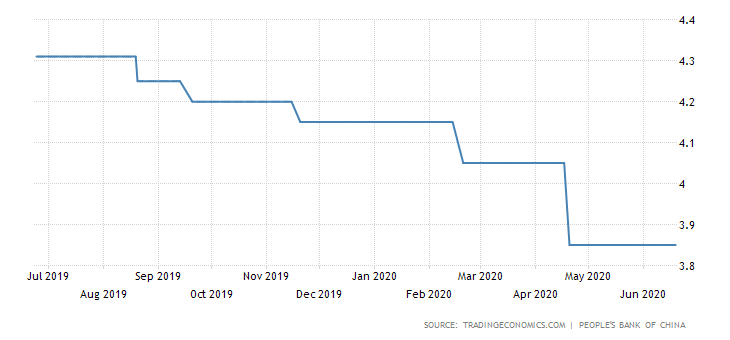 4.4
4.3
4.2
4.1
4
3.9
3.8
Jul 2019 Sep 2019 Nov 2019 Jan 2020 Mar 2020 May 2020
Aug 2019 Oct 2019 Dec 2019 Feb 2020 Apr 2020 Jun 2020
SOURCE: TRADINGECONOMICS.COM | PEOPLE'S BANK OF CHINA